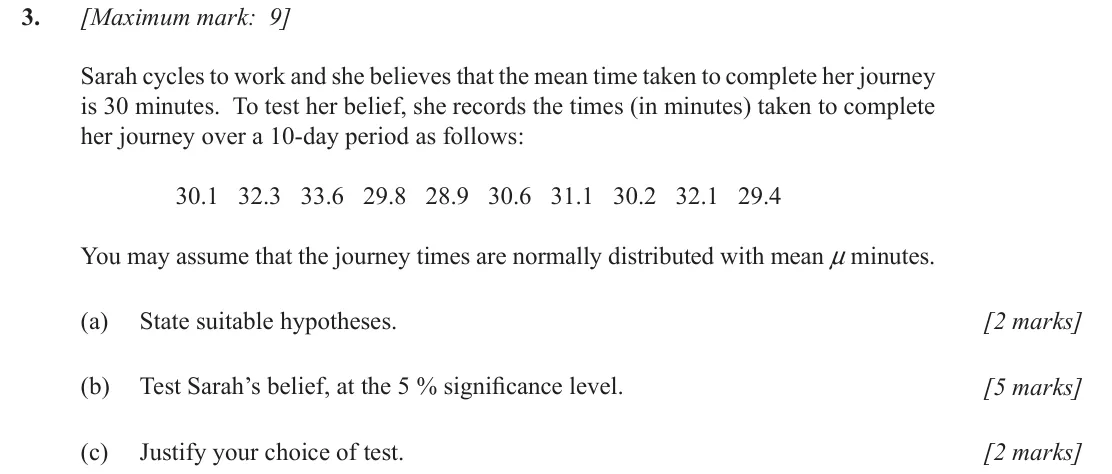 3. [Maximum mark: 9]
Sarah cycles to work and she believes that the mean time taken to complete her journey
is 30 minutes. To test her belief, she records the times (in minutes) taken to complete
her journey over a 10-day period as follows:
30.1 32.3 33.6 29.8 28.9 30.6 31.1 30.2 32.1 29.4
You may assume that the journey times are normally distributed with mean μ minutes.
(a) State suitable hypotheses. [2 marks]
(b) Test Sarah’s belief, at the 5 % significance level. [5 marks]
(c) Justify your choice of test. [2 marks]